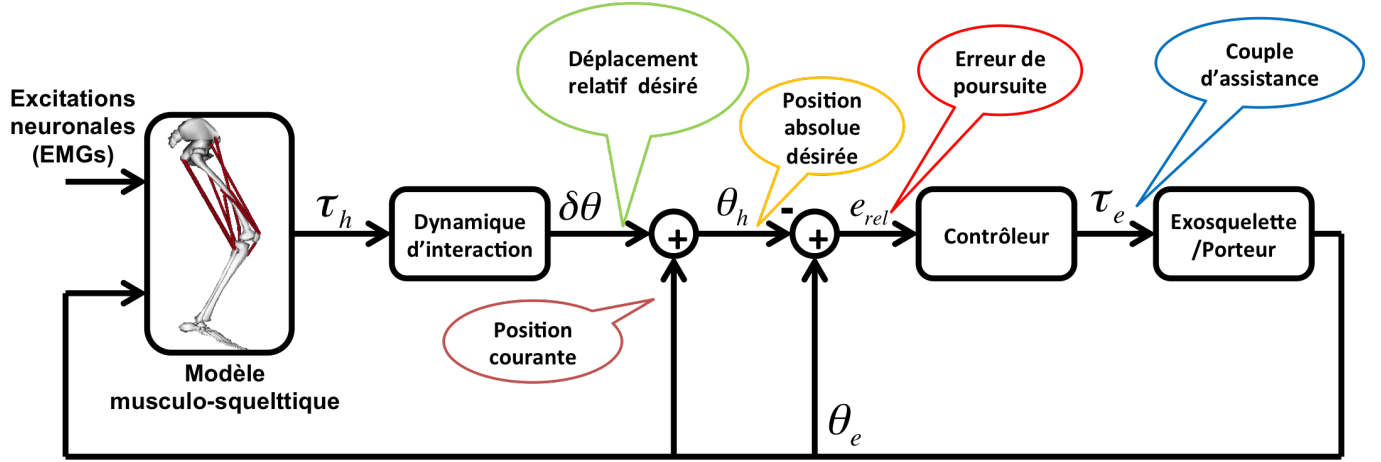 Excitations
neuronales
(EMGs)
Modèle
musculo-squelttique
τh
Dynamique
d'interaction
δθ
Déplacement
relatif désiré
+
Position
courante
θh
Position
absolue
désirée
-
+
θe
erel
Erreur de
poursuite
Contrôleur
τe
Couple
d'assistance
Exosquelette
/Porteur